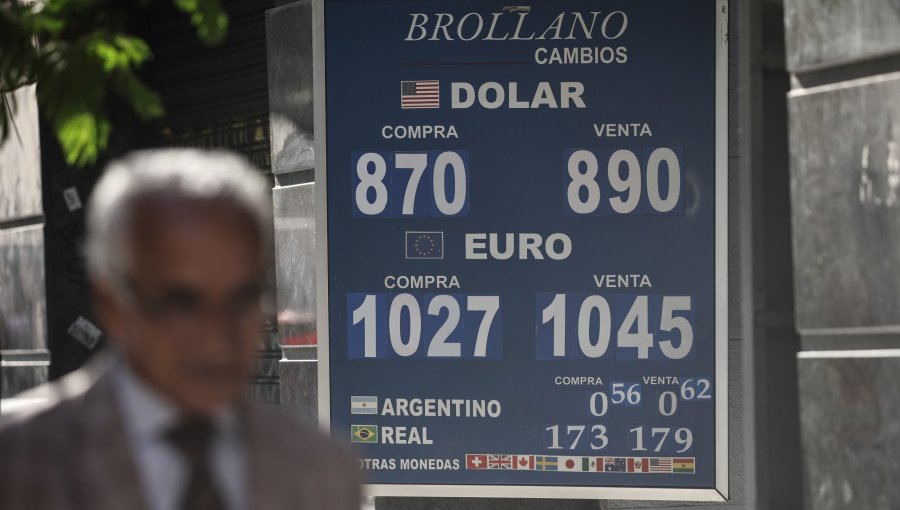 BROLLANO
CAMBIOS
DOLAR
COMPRA VENTA
870 890
EURO
COMPRA VENTA
1027 1045
COMPRA VENTA
ARGENTINO 0 56 0 62
REAL 173 179
OTRAS MONEDAS